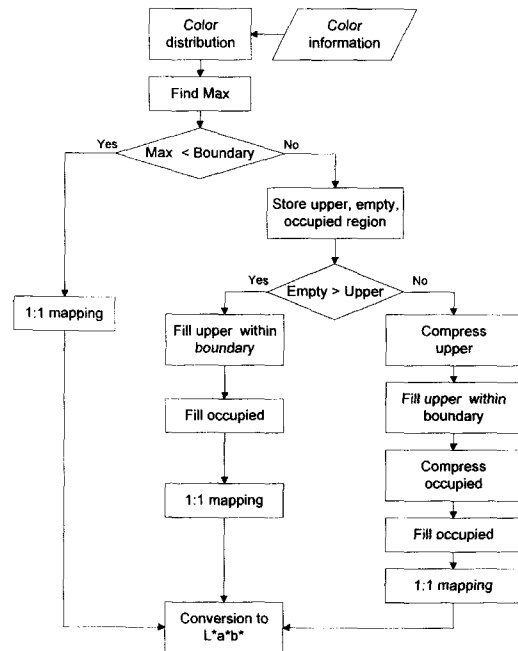 Color
distribution
Color
information
Find Max
Yes
Max < Boundary
No
Store upper, empty,
occupied region
Yes
Empty > Upper
No
1:1 mapping
Fill upper within
boundary
Compress
upper
Fill occupied
Fill upper within
boundary
1:1 mapping
Compress
occupied
Fill occupied
1:1 mapping
Conversion to
L*a*b*